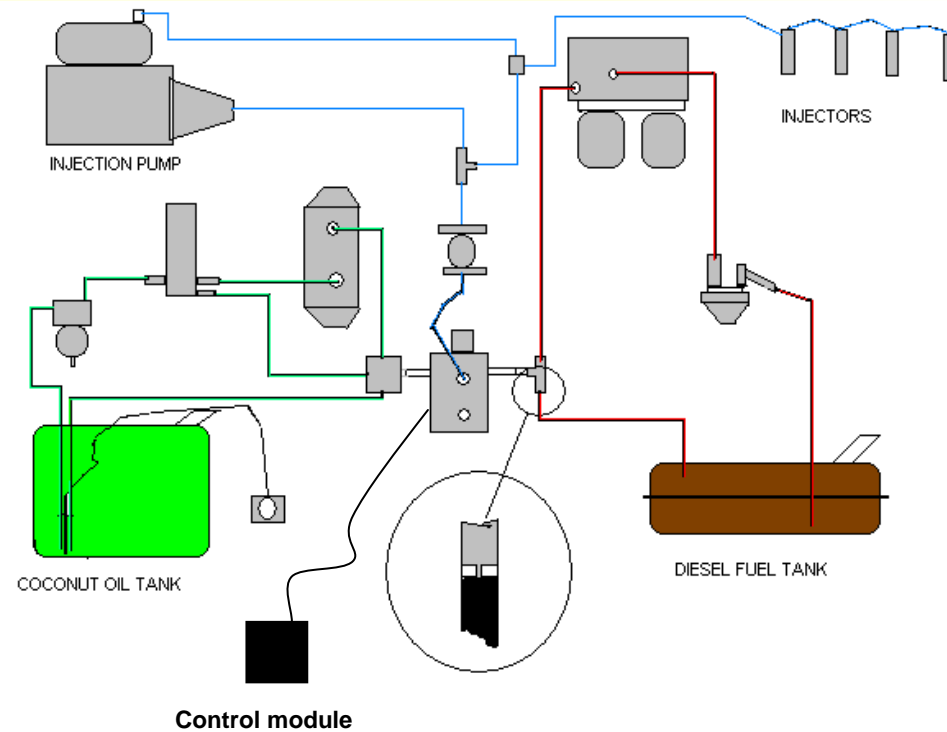 INJECTORS
INJECTION PUMP
DIESEL FUEL TANK
COCONUT OIL TANK
Control module